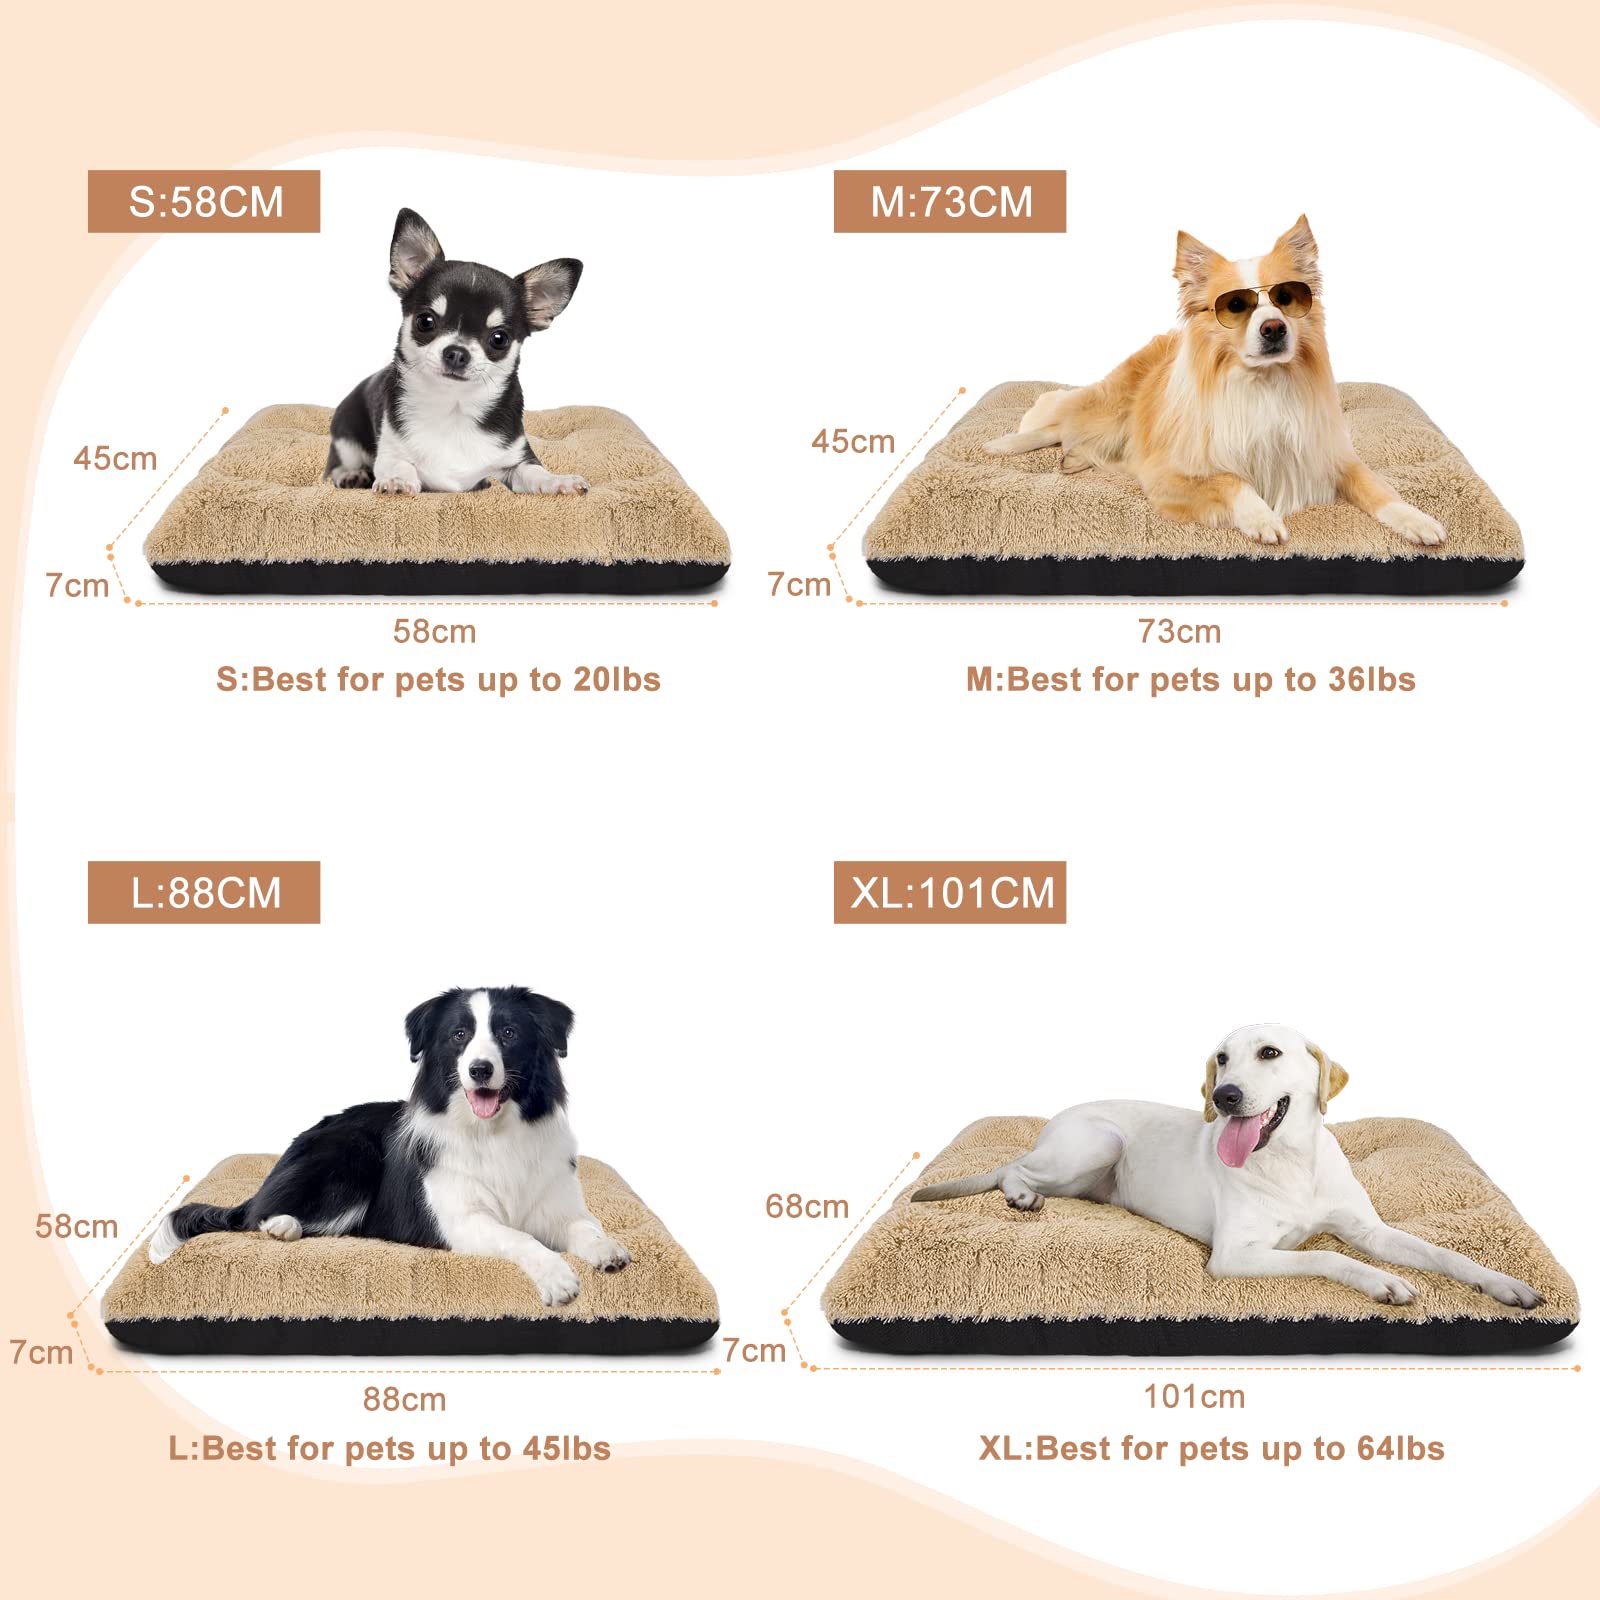 S:58CM
45cm
7cm
58cm
S:Best for pets up to 20lbs
M:73CM
45cm
7cm
73cm
M:Best for pets up to 36lbs
L:88CM
58cm
7cm
88cm
L:Best for pets up to 45lbs
XL:101CM
68cm
7cm
101cm
XL:Best for pets up to 64lbs